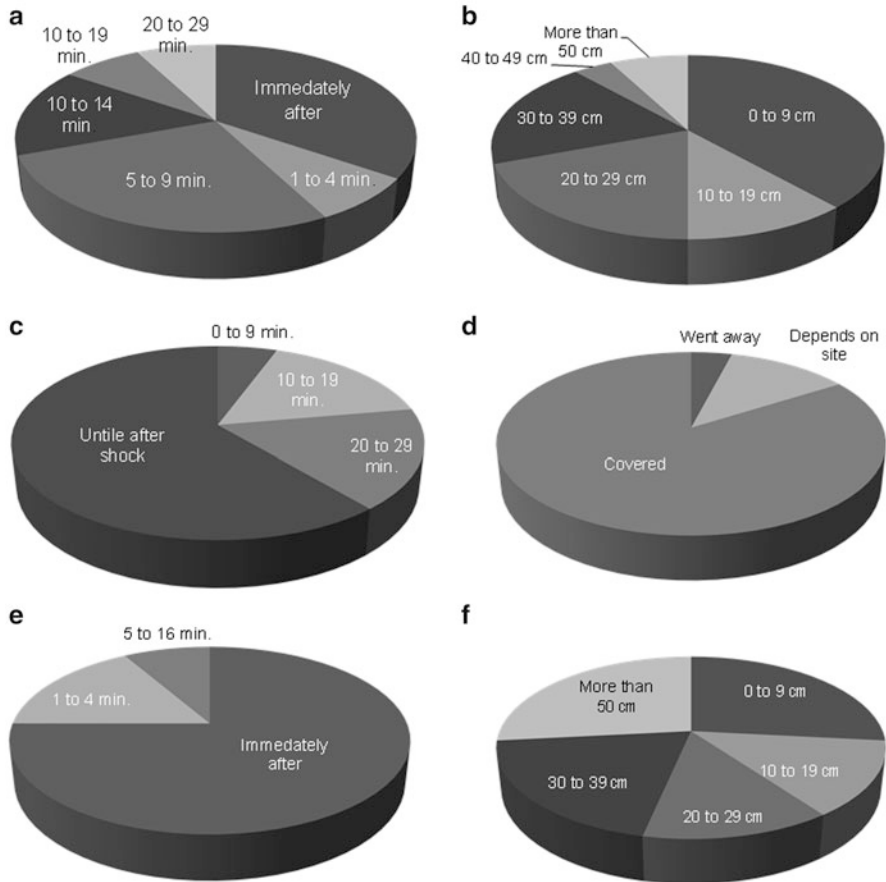 a
10 to 19
min.
20 to 29
min.
Immediately
after
10 to 14
min.
5 to 9 min.
1 to 4 min.
b
More than
50 cm
40 to 49 cm
30 to 39 cm
0 to 9 cm
20 to 29 cm
10 to 19 cm
c
0 to 9 min.
10 to 19
min.
Untile after
shock
20 to 29
min.
d
Went away
Depends on
site
Covered
e
5 to 16 min.
1 to 4 min.
Immedately
after
f
More than
50 cm
0 to 9 cm
10 to 19 cm
30 to 39 cm
20 to 29 cm